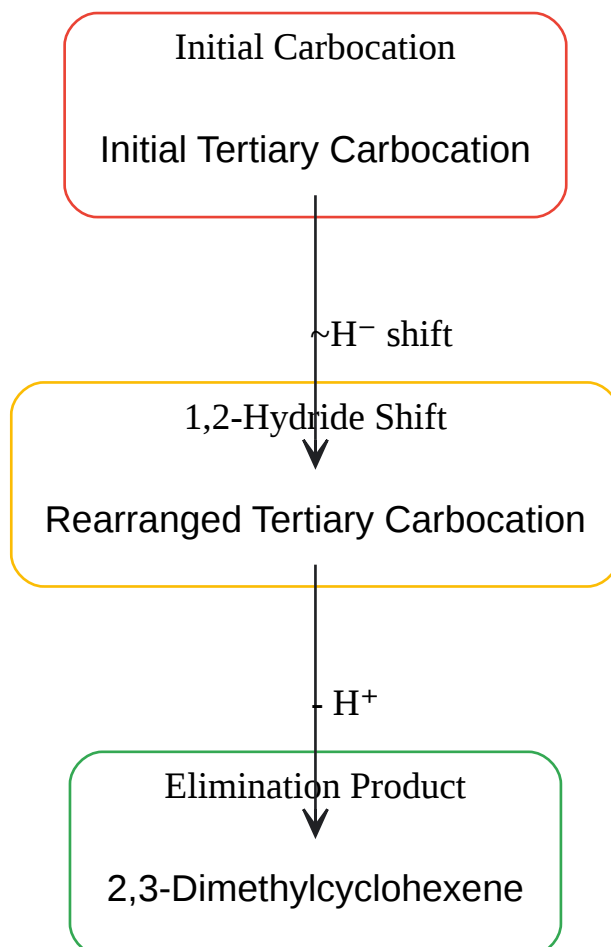 Initial Carbocation
Initial Tertiary Carbocation
~H⁻ shift
1,2-Hydride Shift
Rearranged Tertiary Carbocation
- H⁺
Elimination Product
2,3-Dimethylcyclohexene